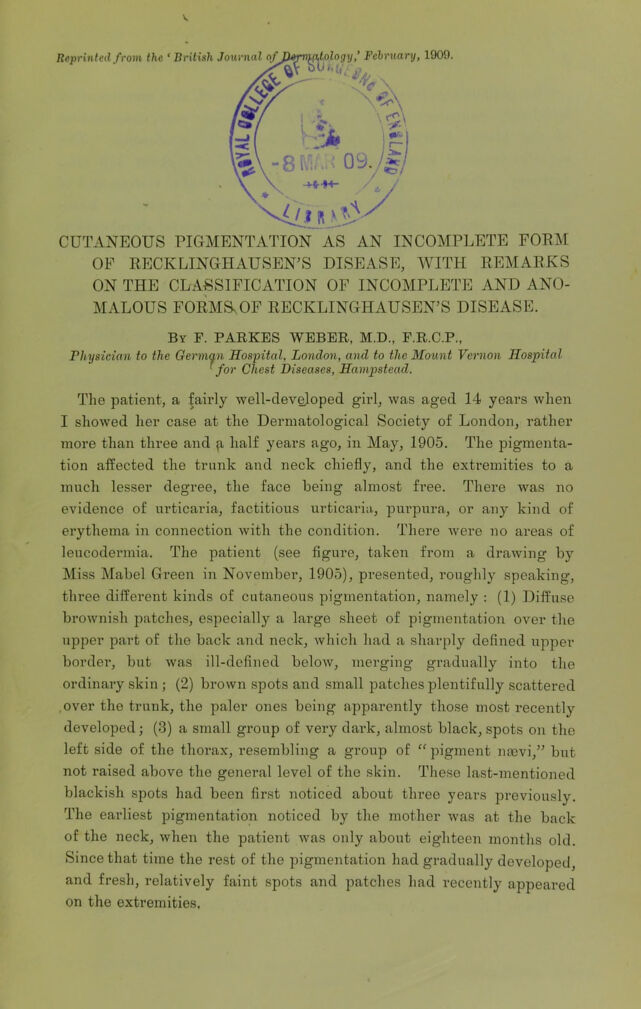 Reprinted from the ‘British Journal of Dermatology,’ February, 1909.
ROYAL COLLEGE OF SURGEONS OF ENGLAND
-8 MAR 09.
LIBRARY
CUTANEOUS PIGMENTATION AS AN INCOMPLETE FORM
OF RECKLINGHAUSEN’S DISEASE, WITH REMARKS
ON THE CLASSIFICATION OF INCOMPLETE AND ANO-
MALOUS FORMS OF RECKLINGHAUSEN’S DISEASE.
By F. PARKES WEBER, M.D., F.R.C.P.,
Physician to the German Hospital, London, and to the Mount Vernon Hospital
for Chest Diseases, Hampstead.
The patient, a fairly well-developed girl, was aged 14 years when
I showed her case at the Dermatological Society of London, rather
more than three and a half years ago, in May, 1905. The pigmenta-
tion affected the trunk and neck chiefly, and the extremities to a
much lesser degree, the face being almost free. There was no
evidence of urticaria, factitious urticaria, purpura, or any kind of
erythema in connection with the condition. There were no areas of
leucodermia. The patient (see figure, taken from a drawing by
Miss Mabel Green in November, 1905), presented, roughly speaking,
three different kinds of cutaneous pigmentation, namely : (1) Diffuse
brownish patches, especially a large sheet of pigmentation over the
upper part of the back and neck, which had a sharply defined upper
border, but was ill-defined below, merging gradually into the
ordinary skin ; (2) brown spots and small patches plentifully scattered
over the trunk, the paler ones being apparently those most recently
developed ; (3) a small group of very dark, almost black, spots on the
left side of the thorax, resembling a group of “pigment nævi,” but
not raised above the general level of the skin. These last-mentioned
blackish spots had been first noticed about three years previously.
The earliest pigmentation noticed by the mother was at the back
of the neck, when the patient was only about eighteen months old.
Since that time the rest of the pigmentation had gradually developed,
and fresh, relatively faint spots and patches had recently appeared
on the extremities.